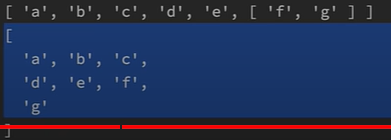 [ 'a', 'b', 'c', 'd', 'e', [ 'f', 'g' ] ]
[
  'a', 'b', 'c',
  'd', 'e', 'f',
  'g'
]